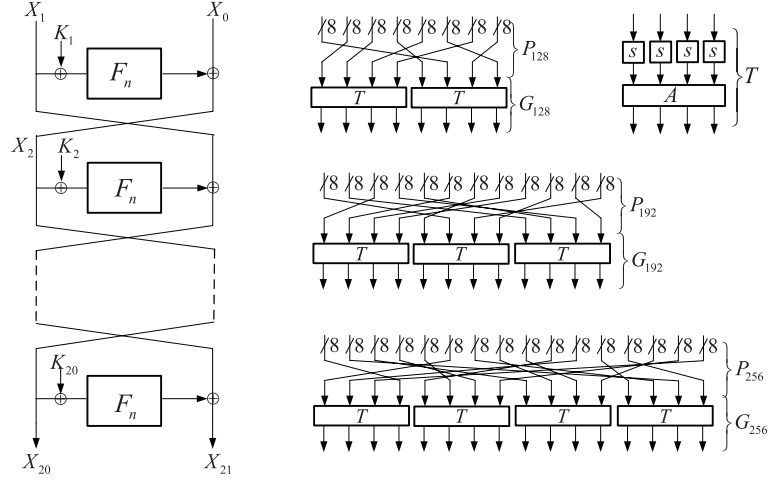 X1 X0
K1
Fn
X2
K2
Fn
K20
Fn
X20 X21
8 8 8 8 8 8 8 8
P128
T T
G128
s s s s
A
T
8 8 8 8 8 8 8 8 8 8 8 8
P192
T T T
G192
8 8 8 8 8 8 8 8 8 8 8 8 8 8 8 8
P256
T T T T
G256